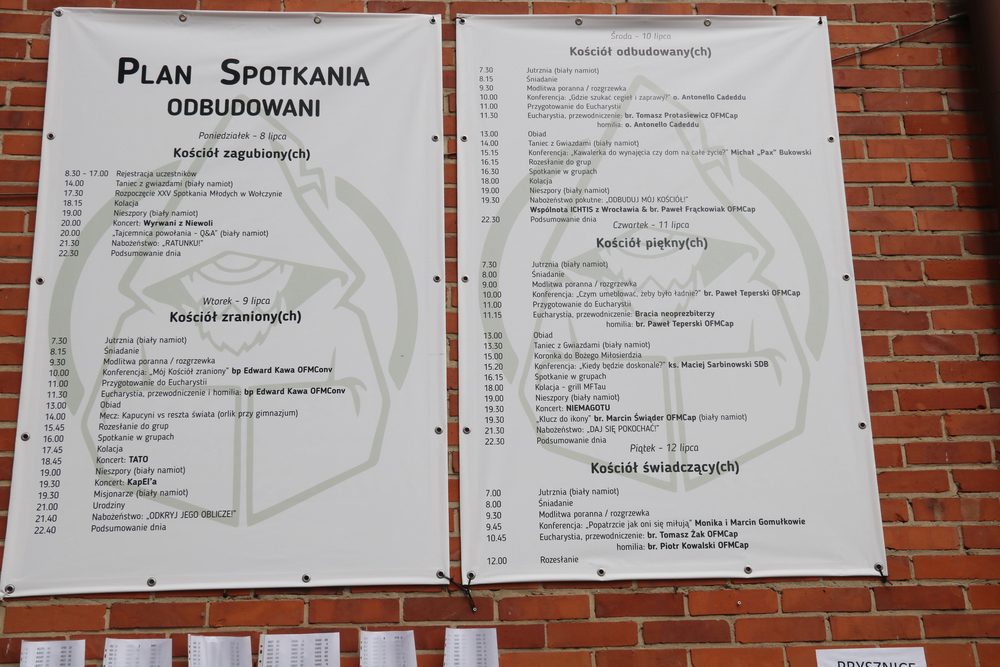 PLAN SPOTKANIA
ODBUDOWANI
Poniedziałek - 8 lipca
Kościół zagubiony(ch)
8.30 - 17.00 Rejestracja uczestników
14.00 Taniec z gwiazdami (biały namiot)
17.30 Rozpoczęcie XXV Spotkania Młodych w Wołczynie
18.15 Kolacja
19.00 Nieszpory (biały namiot)
20.00 Koncert: Wyrwani z Niewoli
20.00 „Tajemnica powołania - Q&A" (biały namiot)
21.30 Nabożeństwo: „RATUNKU!"
22.30 Podsumowanie dnia
Wtorek - 9 lipca
Kościół zraniony(ch)
7.30 Jutrznia (biały namiot)
8.15 Śniadanie
9.30 Modlitwa poranna / rozgrzewka
10.00 Konferencja: „Mój Kościół zraniony" bp Edward Kawa OFMConv
11.00 Przygotowanie do Eucharystii
11.30 Eucharystia, przewodniczenie i homilia: bp Edward Kawa OFMConv
13.00 Obiad
14.00 Mecz: Kapucyni vs reszta świata (orlik przy gimnazjum)
15.45 Rozesłanie do grup
16.00 Spotkanie w grupach
17.45 Kolacja
18.45 Koncert: TATO
19.00 Nieszpory (biały namiot)
19.30 Koncert: KapEl'a
19.30 Misjonarze (biały namiot)
21.00 Urodziny
21.40 Nabożeństwo: „ODKRYJ JEGO OBLICZE!"
22.40 Podsumowanie dnia
Środa - 10 lipca
Kościół odbudowany(ch)
7.30 Jutrznia (biały namiot)
8.15 Śniadanie
9.30 Modlitwa poranna / rozgrzewka
10.00 Konferencja: „Gdzie szukać cegieł i zaprawy?" o. Antonello Cadeddu
11.00 Przygotowanie do Eucharystii
11.30 Eucharystia, przewodniczenie: br. Tomasz Protasiewicz OFMCap
homilia: o. Antonello Cadeddu
13.00 Obiad
14.00 Taniec z Gwiazdami (biały namiot)
15.15 Konferencja: „Kawalerka do wynajęcia czy dom na całe życie?" Michał „Pax" Bukowski
16.15 Rozesłanie do grup
16.30 Spotkanie w grupach
18.00 Kolacja
19.00 Nieszpory (biały namiot)
19.30 Nabożeństwo pokutne: „ODBUDUJ MÓJ KOŚCIÓŁ!"
Wspólnota ICHTIS z Wrocławia & br. Paweł Frąckowiak OFMCap
22.30 Podsumowanie dnia
Czwartek - 11 lipca
Kościół piękny(ch)
7.30 Jutrznia (biały namiot)
8.00 Śniadanie
9.00 Modlitwa poranna / rozgrzewka
10.00 Konferencja: „Czym umeblować, żeby było ładnie?" br. Paweł Teperski OFMCap
11.00 Przygotowanie do Eucharystii
11.15 Eucharystia, przewodniczenie: Bracia neoprezbiterzy
homilia: br. Paweł Teperski OFMCap
13.00 Obiad
13.30 Taniec z Gwiazdami (biały namiot)
15.00 Koronka do Bożego Miłosierdzia
15.20 Konferencja: „Kiedy będzie doskonale?" ks. Maciej Sarbinowski SDB
16.15 Spotkanie w grupach
18.00 Kolacja - grill MFTau
19.00 Nieszpory (biały namiot)
19.30 Koncert: NIEMAGOTU
19.30 „Klucz do ikony" br. Marcin Świąder OFMCap (biały namiot)
21.30 Nabożeństwo: „DAJ SIĘ POKOCHAĆ!"
22.30 Podsumowanie dnia
Piątek - 12 lipca
Kościół świadczący(ch)
7.00 Jutrznia (biały namiot)
8.00 Śniadanie
9.30 Modlitwa poranna / rozgrzewka
9.45 Konferencja: „Popatrzcie jak oni się miłują" Monika i Marcin Gomułkowie
10.45 Eucharystia, przewodniczenie: br. Tomasz Żak OFMCap
homilia: br. Piotr Kowalski OFMCap
12.00 Rozesłanie
PRYSZNICE